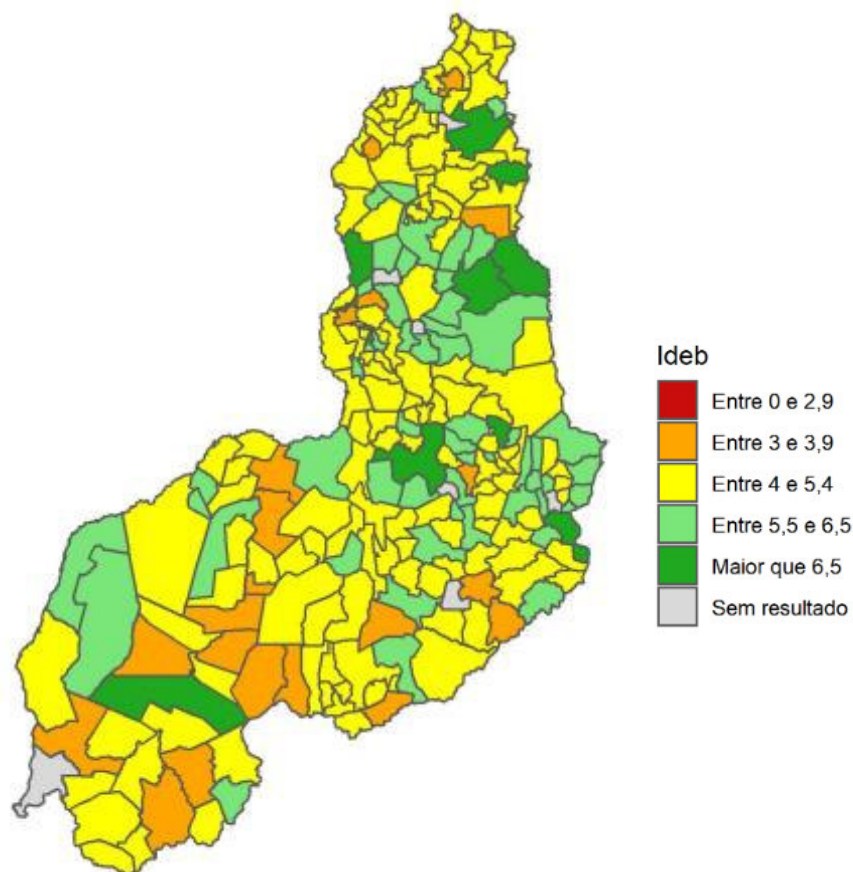 Ideb
Entre 0 e 2,9
Entre 3 e 3,9
Entre 4 e 5,4
Entre 5,5 e 6,5
Maior que 6,5
Sem resultado